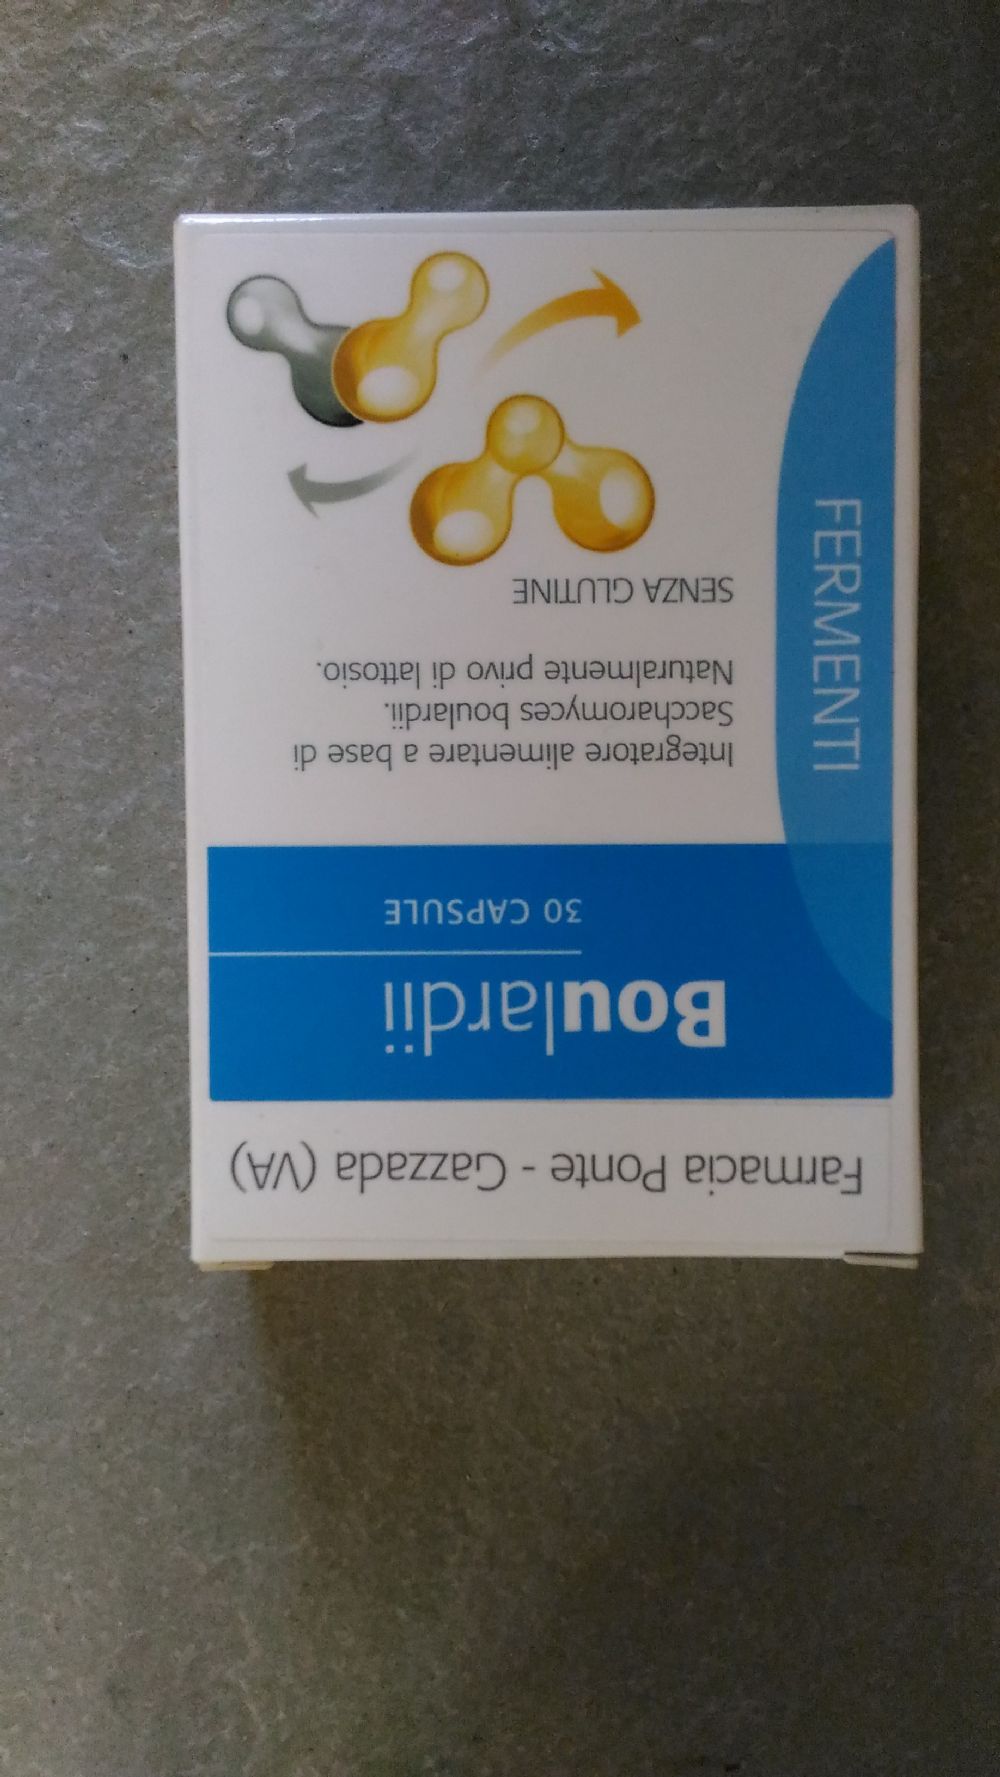 Farmacia Ponte - Gazzada (VA)
Boulardii
30 CAPSULE
FERMENTI
Integratore alimentare a base di
Saccharomyces boulardii.
Naturalmente privo di lattosio.
SENZA GLUTINE